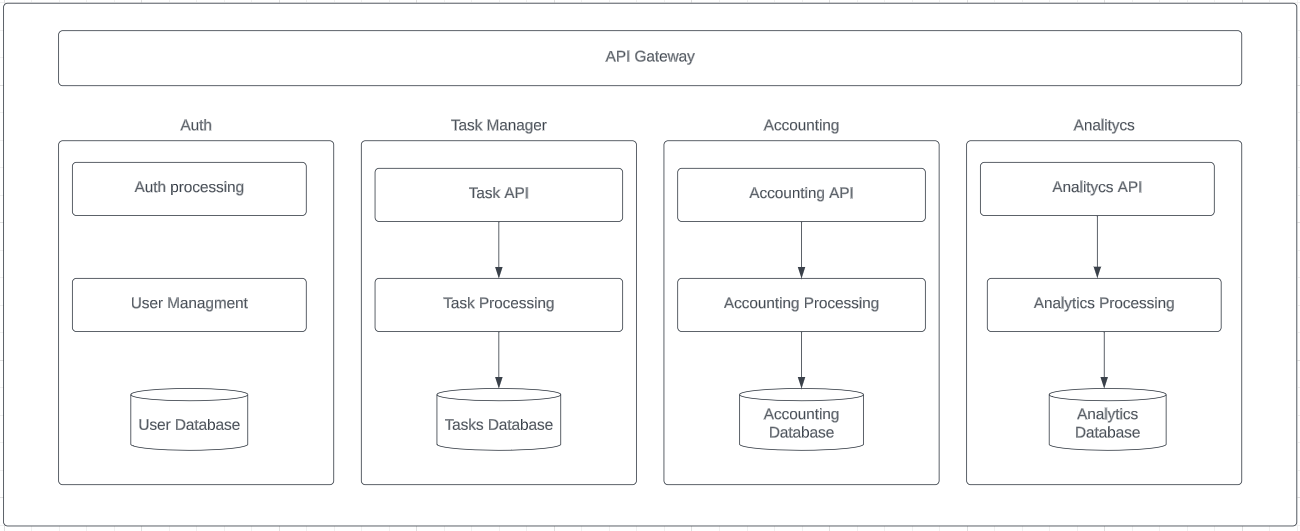 API Gateway
Auth
Task Manager
Accounting
Analitycs
Auth processing
Task API
Accounting API
Analitycs API
User Managment
Task Processing
Accounting Processing
Analytics Processing
User Database
Tasks Database
Accounting
Database
Analytics
Database